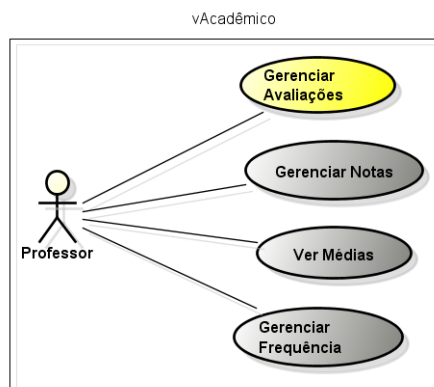 vAcadêmico
Gerenciar
Avaliações
Gerenciar Notas
Professor
Ver Médias
Gerenciar
Frequência